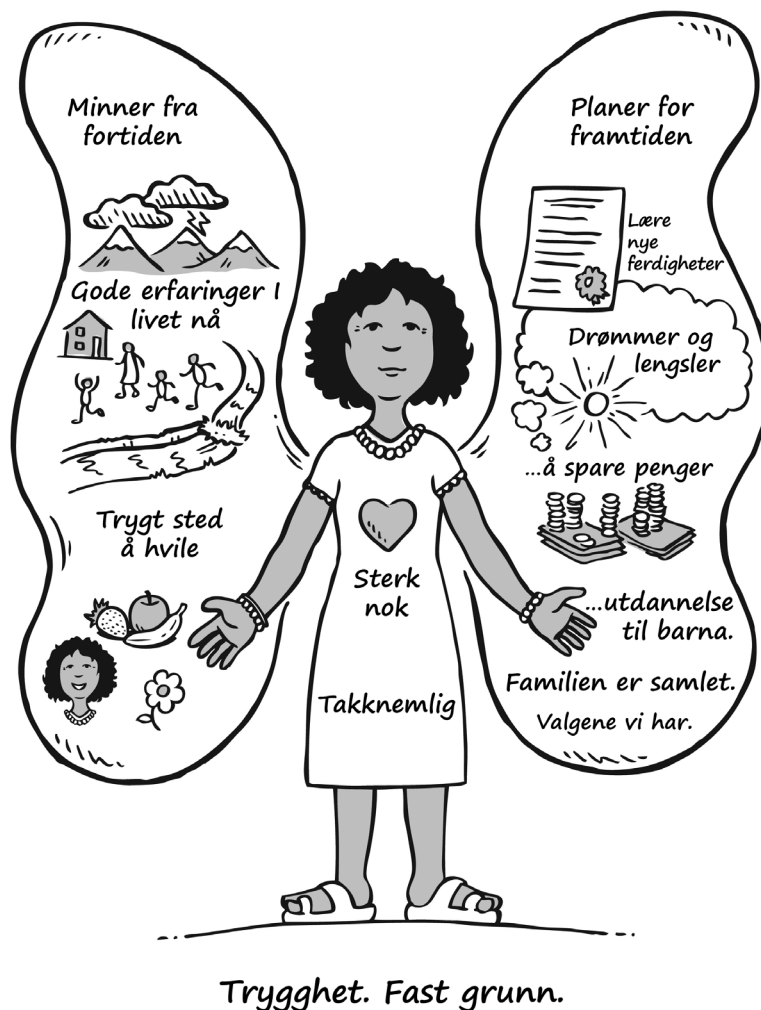 Minner fra
fortiden
Gode erfaringer I
livet nå
Trygt sted
å hvile
Sterk
nok
Takknemlig
Planer for
framtiden
Lære
nye
ferdigheter
Drømmer og
lengsler
...å spare penger
...utdannelse
til barna.
Familien er samlet.
Valgene vi har.
Trygghet. Fast grunn.